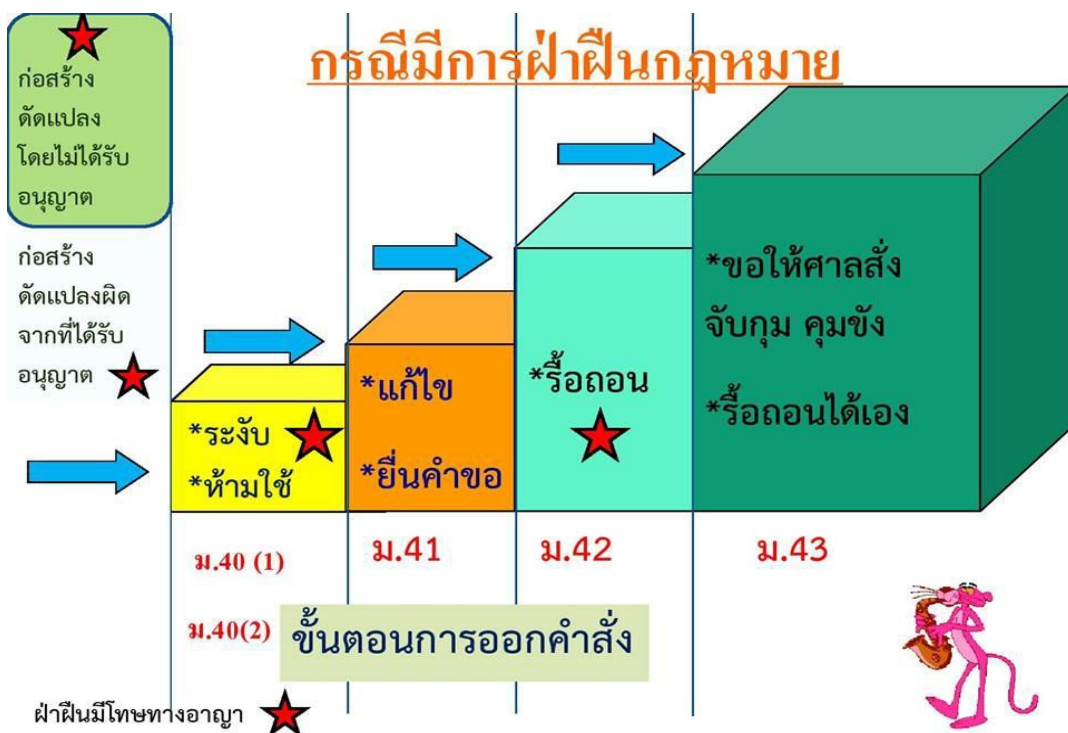 กรณีมีการฝ่าฝืนกฎหมาย
ก่อสร้าง
ดัดแปลง
โดยไม่ได้รับ
อนุญาต
ก่อสร้าง
ดัดแปลงผิด
จากที่ได้รับ
อนุญาต
*ระงับ
*ห้ามใช้
*แก้ไข
*ยื่นคำขอ
*รื้อถอน
*ขอให้ศาลสั่ง
จับกุม คุมขัง
*รื้อถอนได้เอง
ม.40 (1)
ม.40(2)
ม.41
ม.42
ม.43
ขั้นตอนการออกคำสั่ง
ฝ่าฝืนมีโทษทางอาญา